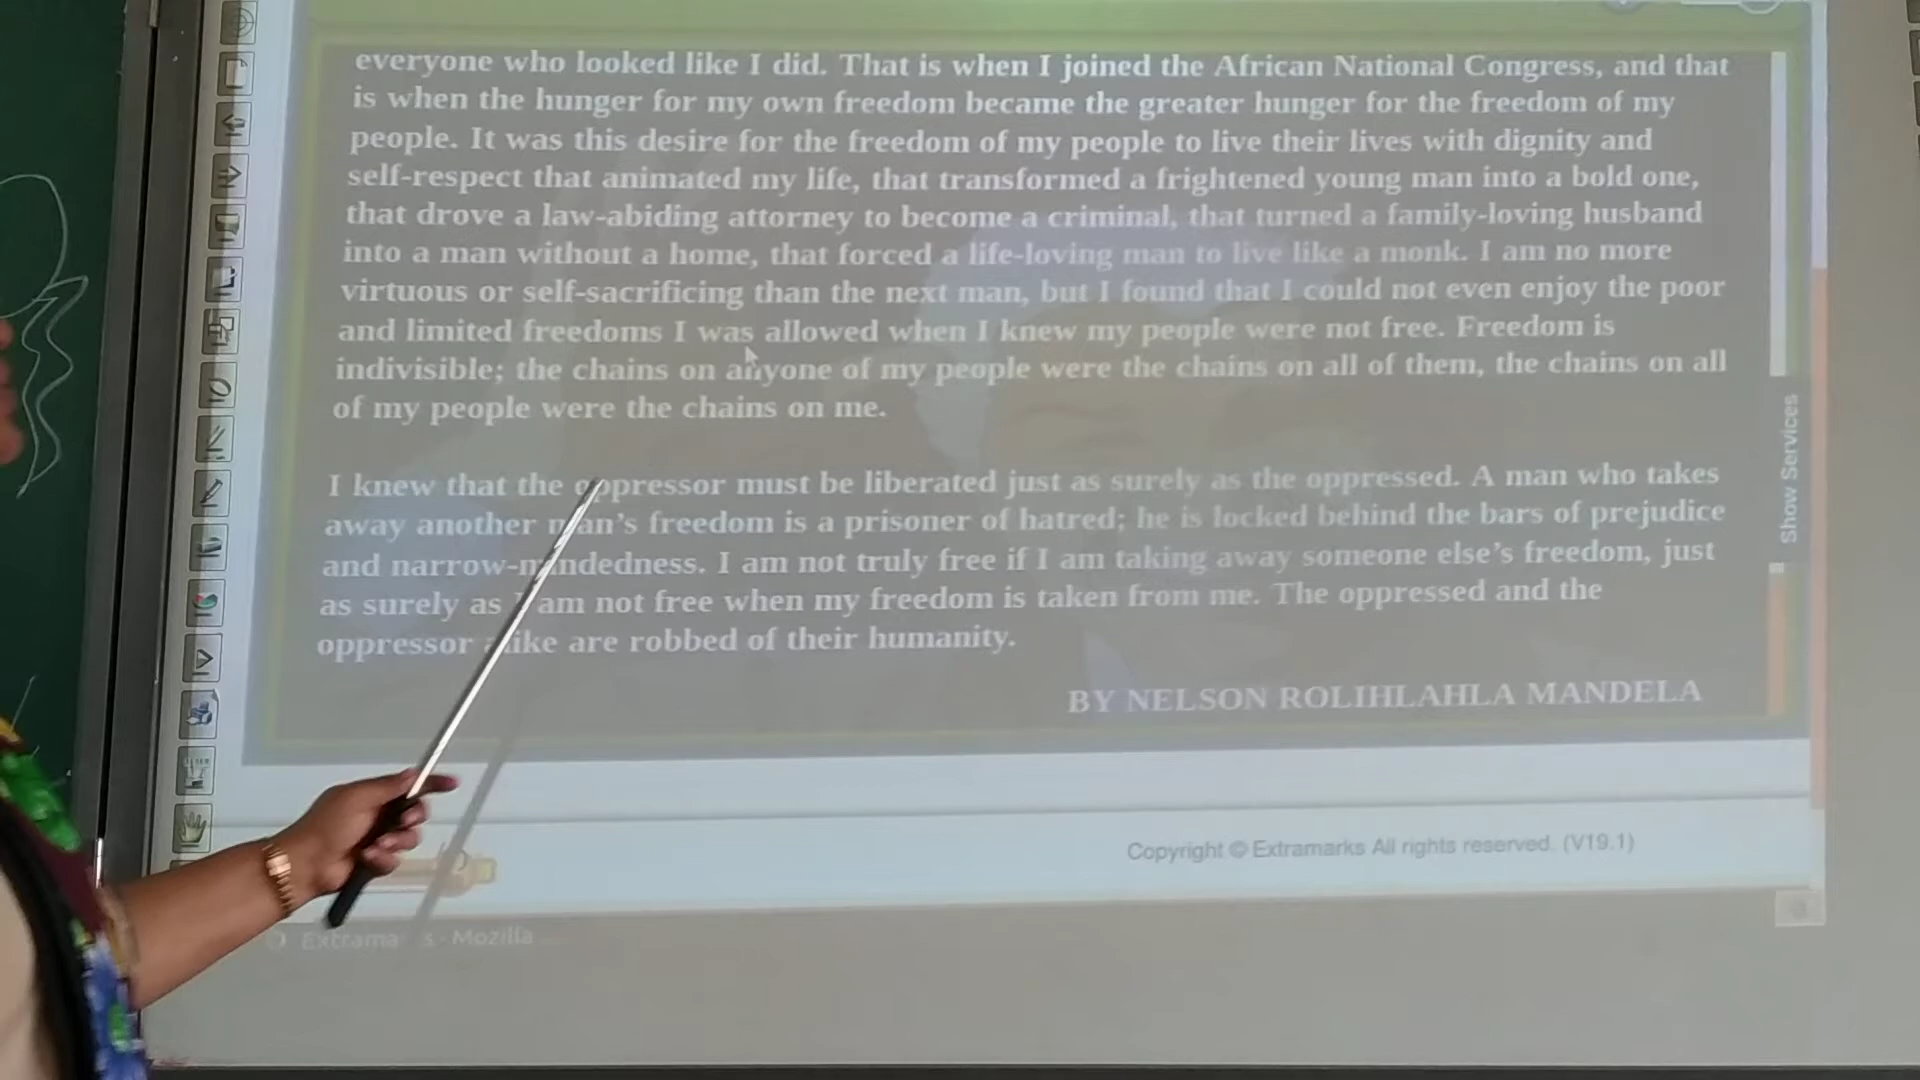 everyone who looked like I did. That is when I joined the African National Congress, and that
is when the hunger for my own freedom became the greater hunger for the freedom of my
people. It was this desire for the freedom of my people to live their lives with dignity and
self-respect that animated my life, that transformed a frightened young man into a bold one,
that drove a law-abiding attorney to become a criminal, that turned a family-loving husband
into a man without a home, that forced a life-loving man to live like a monk. I am no more
virtuous or self-sacrificing than the next man, but I found that I could not even enjoy the poor
and limited freedoms I was allowed when I knew my people were not free. Freedom is
indivisible; the chains on anyone of my people were the chains on all of them, the chains on all
of my people were the chains on me.
I knew that the oppressor must be liberated just as surely as the oppressed. A man who takes
away another man's freedom is a prisoner of hatred; he is locked behind the bars of prejudice
and narrow-mindedness. I am not truly free if I am taking away someone else's freedom, just
as surely as I am not free when my freedom is taken from me. The oppressed and the
oppressor alike are robbed of their humanity.
BY NELSON ROLIHLAHLA MANDELA
Show Services
Copyright © Extramarks All rights reserved. (V19.1)
Extramarks - Mozilla ...